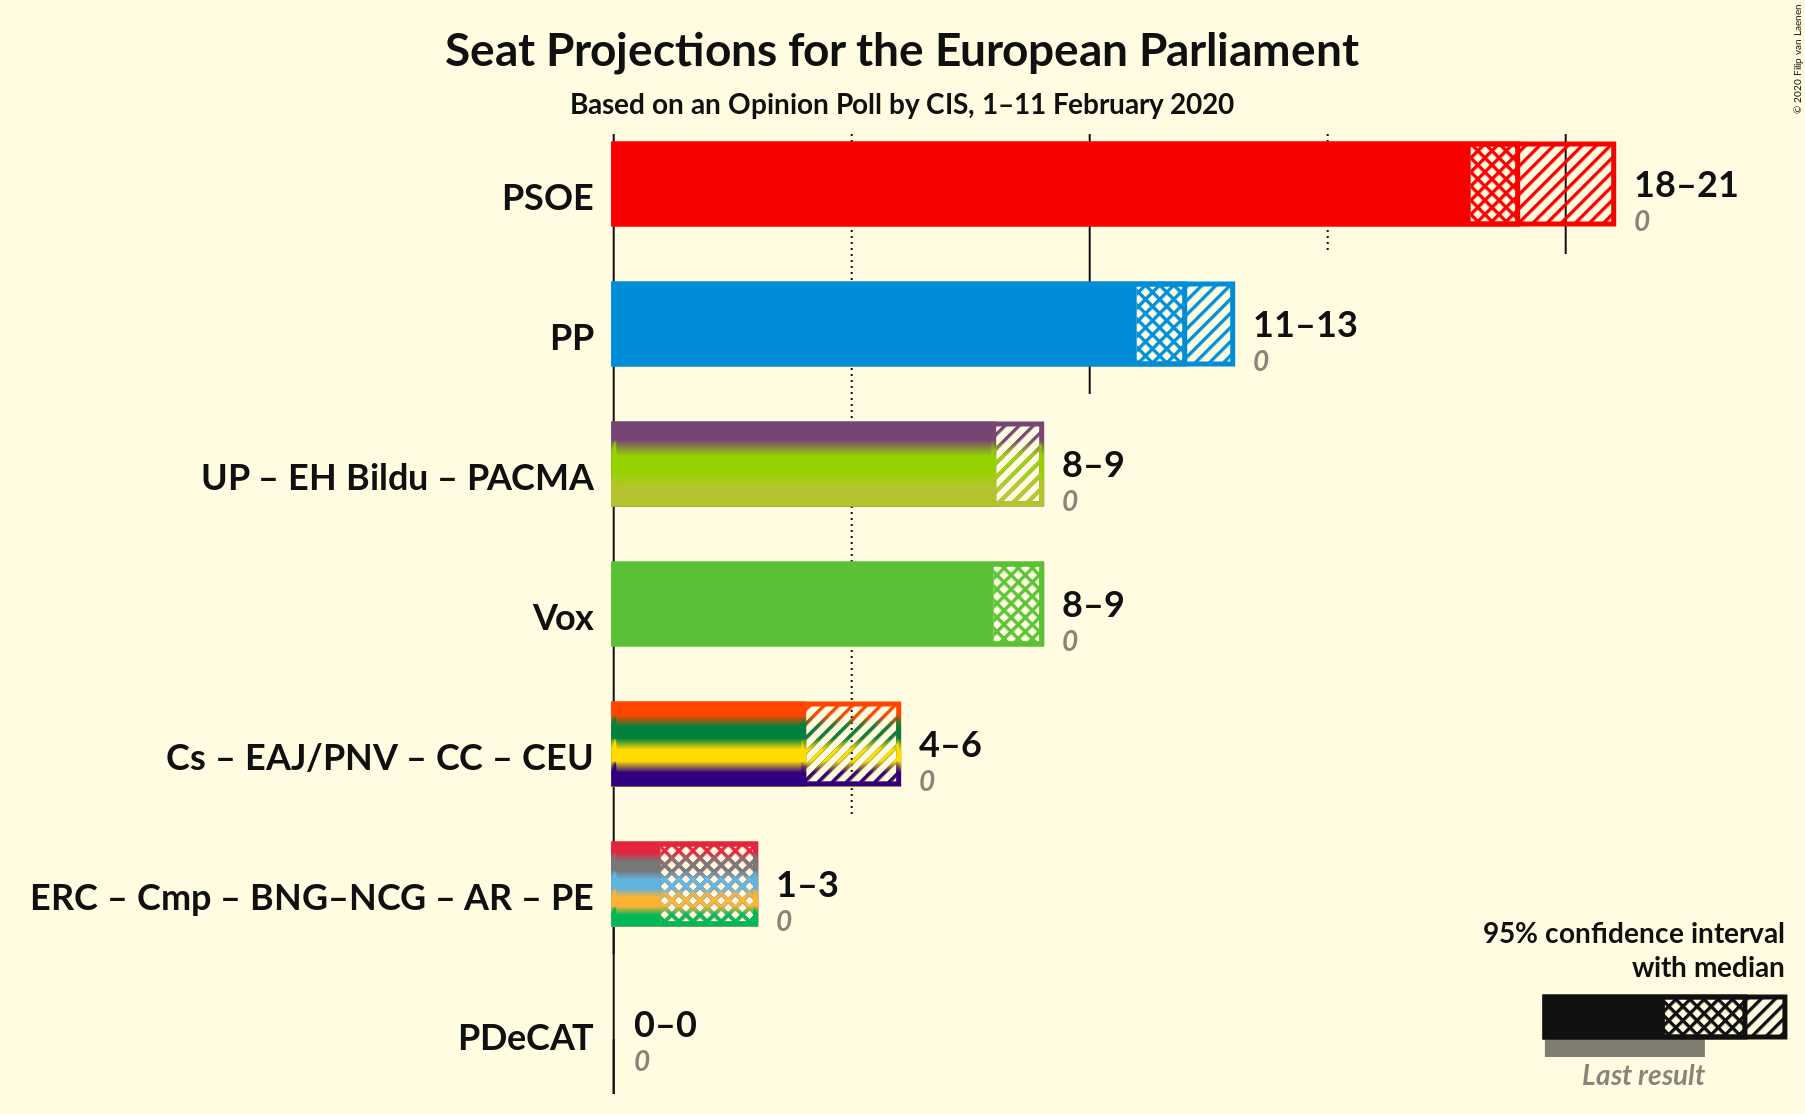 Seat Projections for the European Parliament
Based on an Opinion Poll by CIS, 1–11 February 2020
© 2020 Filip van Laenen
PSOE
18–21
0
PP
11–13
0
UP – EH Bildu – PACMA
8–9
0
Vox
8–9
0
Cs – EAJ/PNV – CC – CEU
4–6
0
ERC – Cmp – BNG–NCG – AR – PE
1–3
0
PDeCAT
0–0
0
95% confidence interval
with median
Last result